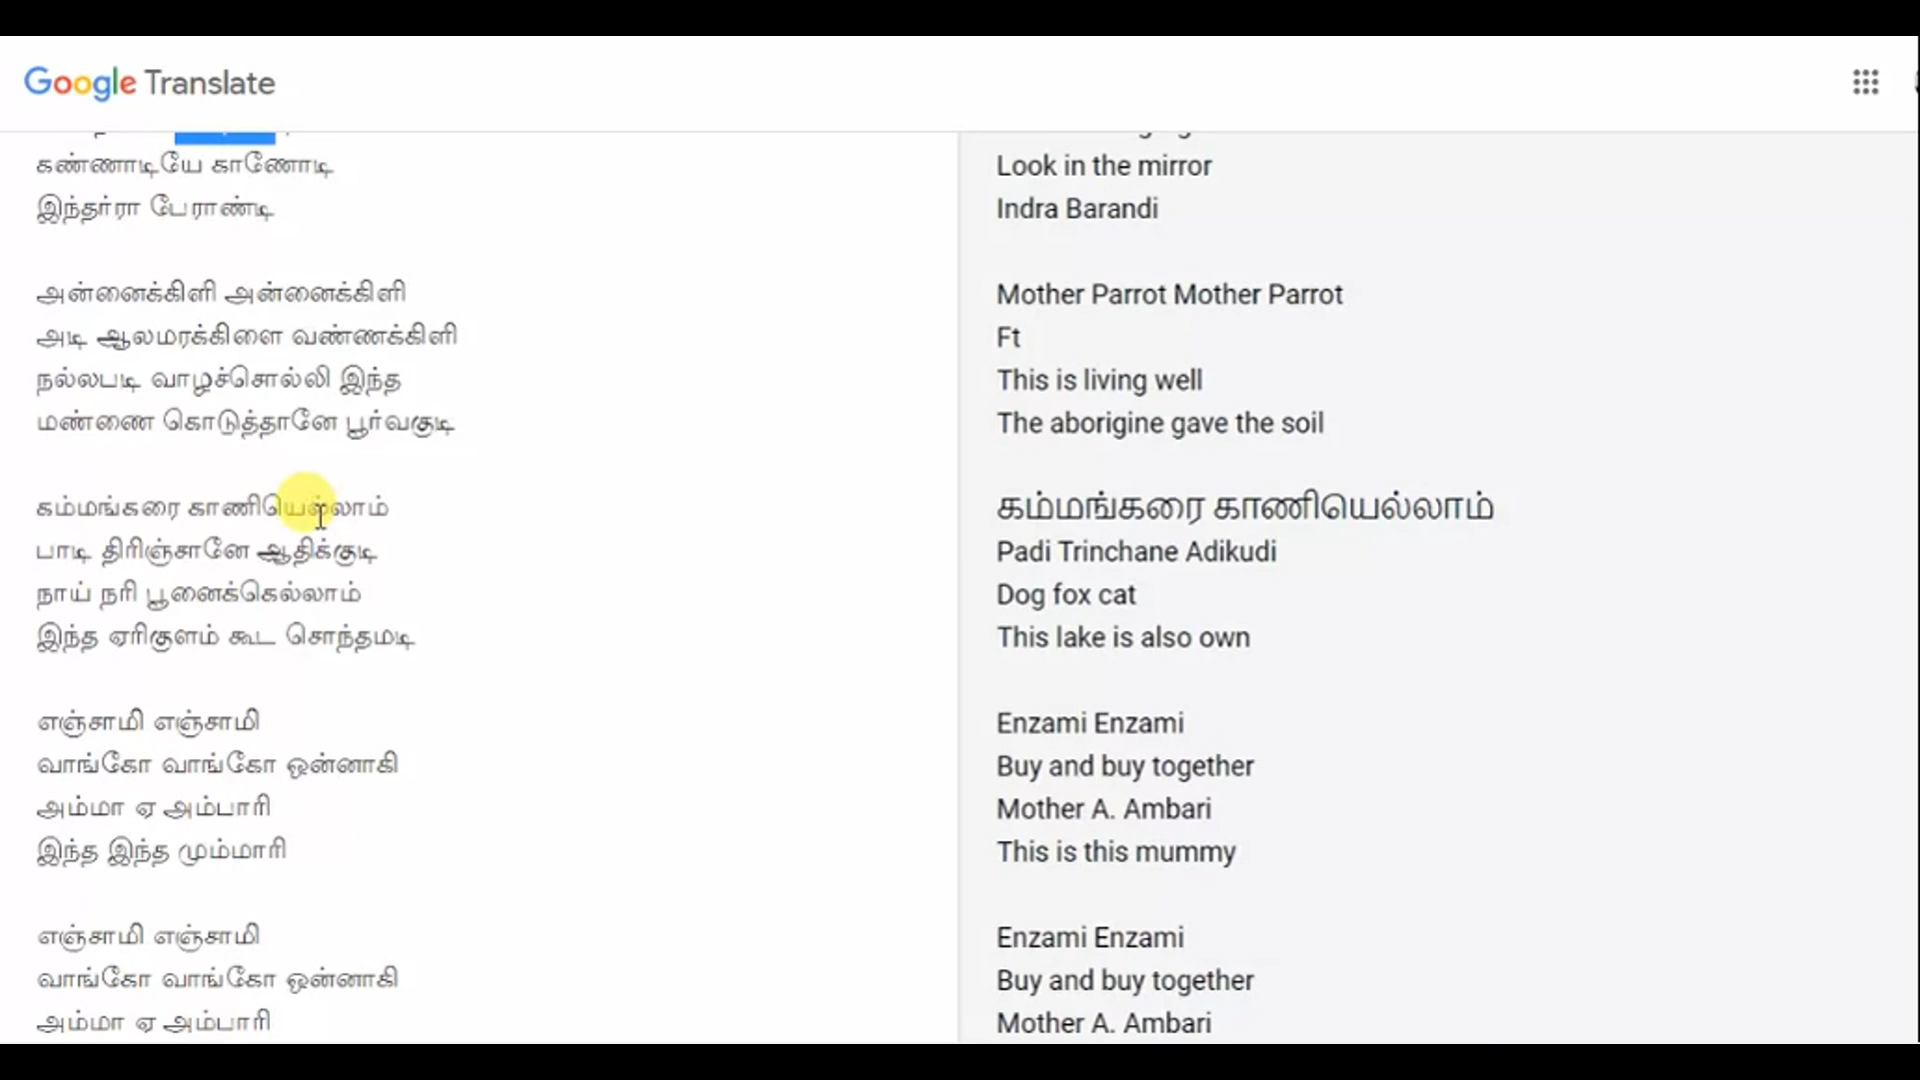 Google Translate
கண்ணாடியே காணோடி
இந்தர்ரா பேராண்டி
அன்னைக்கிளி அன்னைக்கிளி
அடி ஆலமரக்கிளை வண்ணக்கிளி
நல்லபடி வாழச்சொல்லி இந்த
மண்ணை கொடுத்தானே பூர்வகுடி
கம்மங்கரை காணியெல்லாம்
பாடி திரிஞ்சானே ஆதிக்குடி
நாய் நரி பூனைக்கெல்லாம்
இந்த ஏரிகுளம் கூட சொந்தமடி
எஞ்சாமி எஞ்சாமி
வாங்கோ வாங்கோ ஒன்னாகி
அம்மா ஏ அம்பாரி
இந்த இந்த மும்மாரி
எஞ்சாமி எஞ்சாமி
வாங்கோ வாங்கோ ஒன்னாகி
அம்மா ஏ அம்பாரி
Look in the mirror
Indra Barandi
Mother Parrot Mother Parrot
Ft
This is living well
The aborigine gave the soil
கம்மங்கரை காணியெல்லாம்
Padi Trinchane Adikudi
Dog fox cat
This lake is also own
Enzami Enzami
Buy and buy together
Mother A. Ambari
This is this mummy
Enzami Enzami
Buy and buy together
Mother A. Ambari